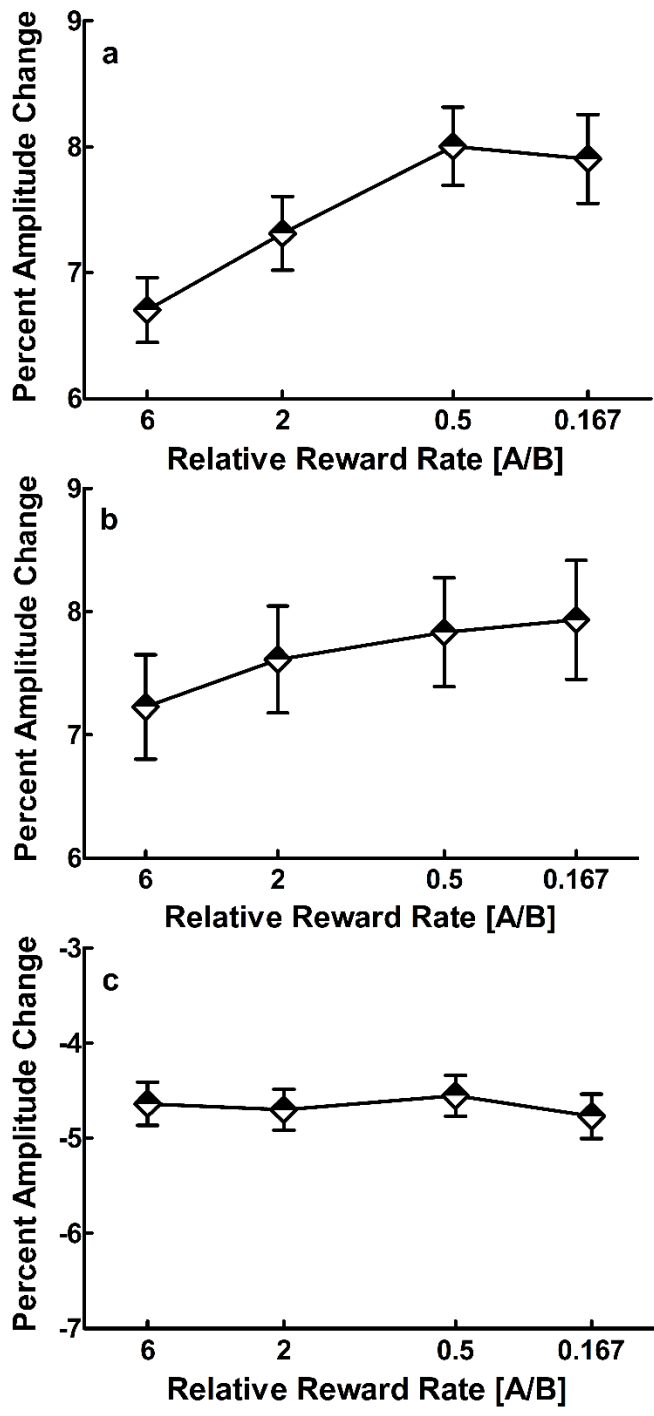 a
Percent Amplitude Change
9
8
7
6
6 2 0.5 0.167
Relative Reward Rate [A/B]
b
Percent Amplitude Change
9
8
7
6
6 2 0.5 0.167
Relative Reward Rate [A/B]
c
Percent Amplitude Change
-3
-4
-5
-6
-7
6 2 0.5 0.167
Relative Reward Rate [A/B]